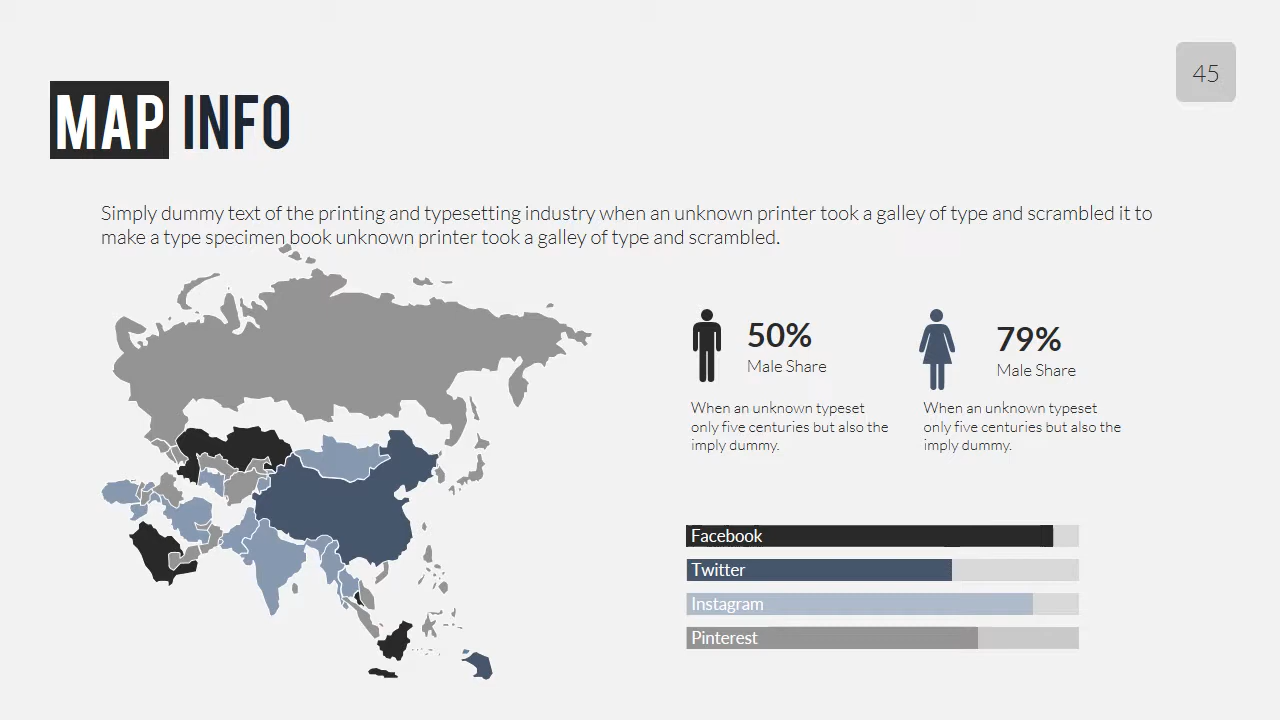 45
MAP INFO
Simply dummy text of the printing and typesetting industry when an unknown printer took a galley of type and scrambled it to
make a type specimen book unknown printer took a galley of type and scrambled.
50%
Male Share
When an unknown typeset
only five centuries but also the
imply dummy.
79%
Male Share
When an unknown typeset
only five centuries but also the
imply dummy.
Facebook
Twitter
Instagram
Pinterest